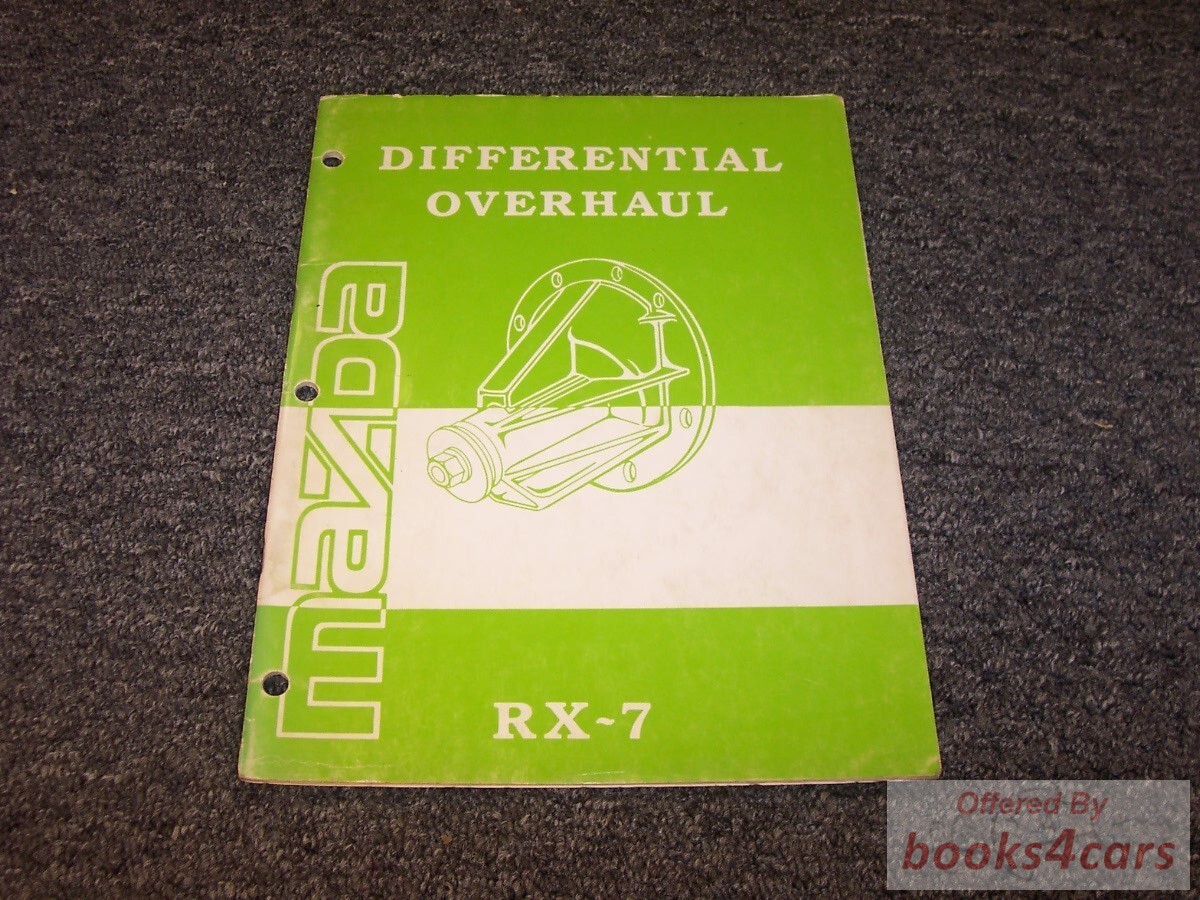 DIFFERENTIAL
OVERHAUL
mazDa
RX-7
Offered By
books4cars